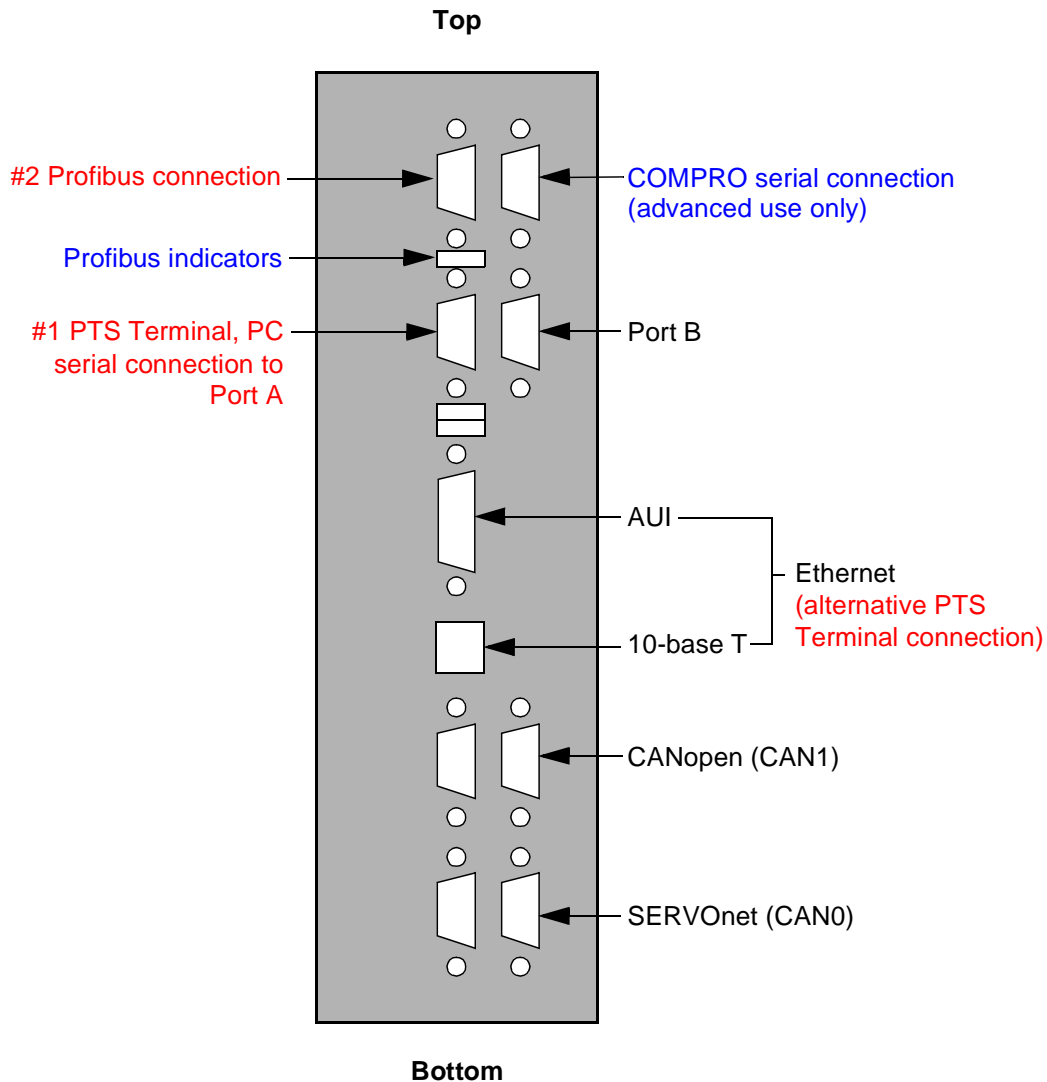 Top
#2 Profibus connection
COMPRO serial connection
(advanced use only)
Profibus indicators
#1 PTS Terminal, PC
serial connection to
Port A
Port B
AUI
Ethernet
(alternative PTS
Terminal connection)
10-base T
CANopen (CAN1)
SERVOnet (CAN0)
Bottom